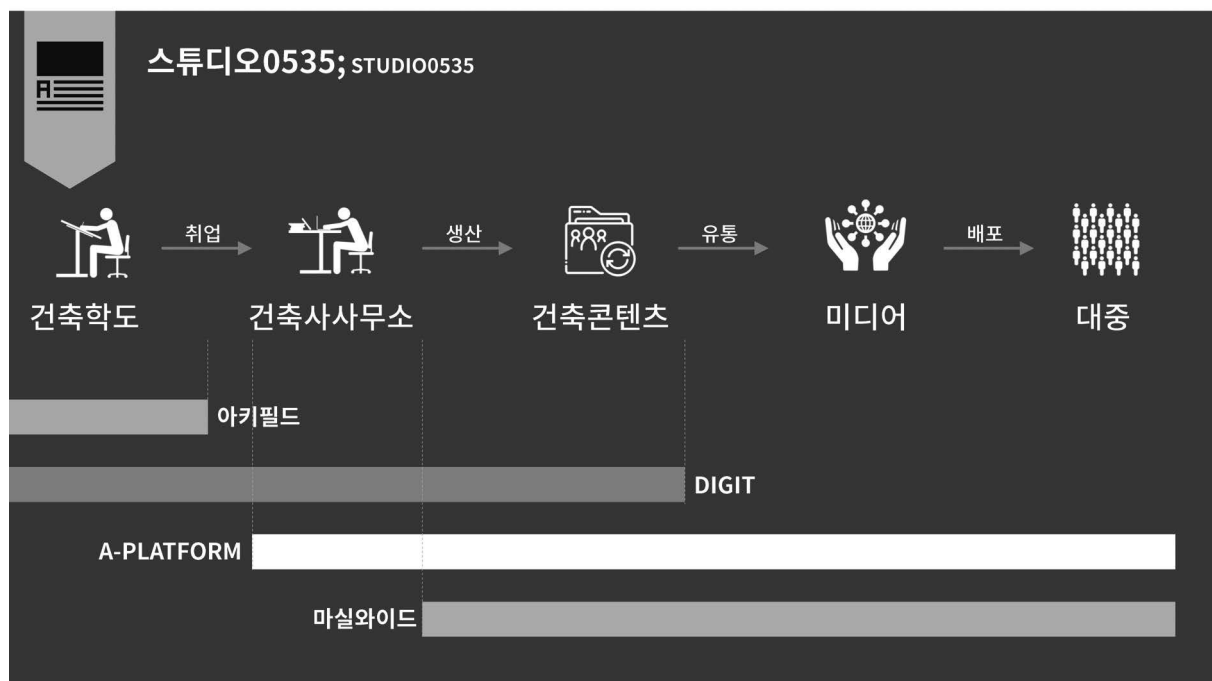 스튜디오0535; STUDIO0535
취업
생산
유통
배포
건축학도
건축사사무소
건축콘텐츠
미디어
대중
아키필드
DIGIT
A-PLATFORM
마실와이드